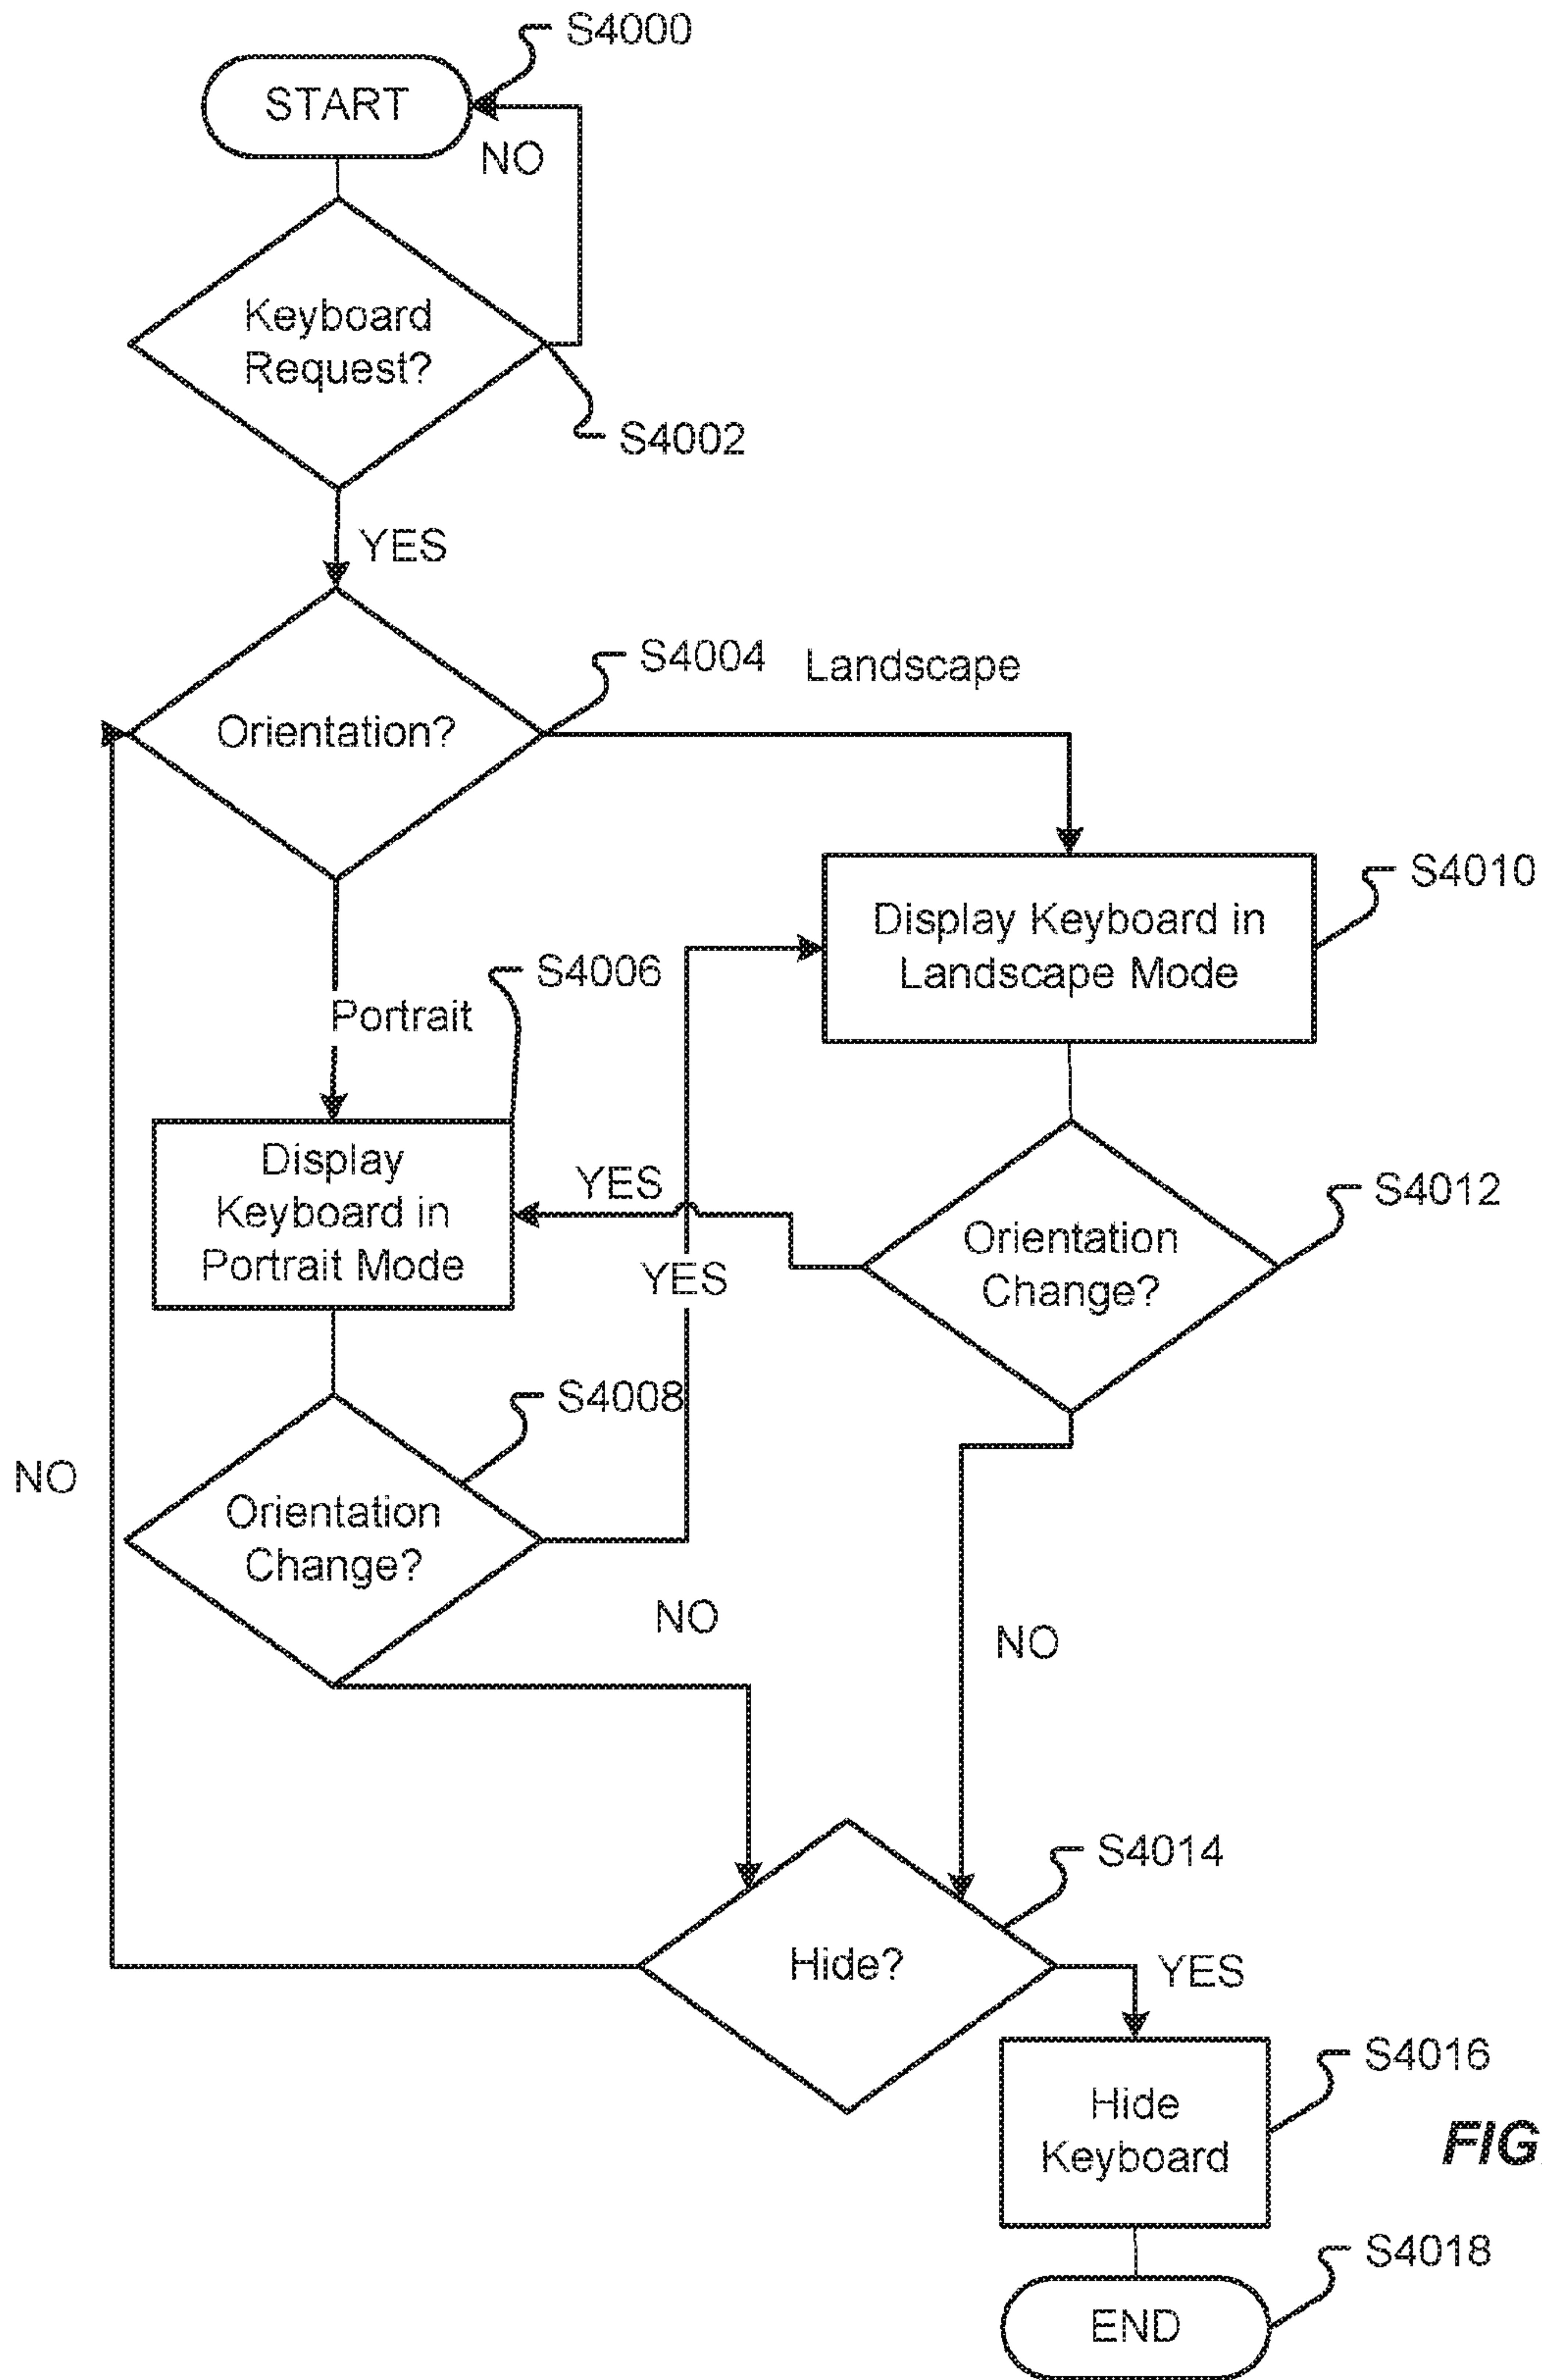 S4000
START
NO
Keyboard
Request?
S4002
YES
S4004
Landscape
Orientation?
S4010
Display Keyboard in
Landscape Mode
S4006
Portrait
Display
Keyboard in
Portrait Mode
YES
S4012
Orientation
Change?
YES
S4008
NO
Orientation
Change?
NO
NO
S4014
Hide?
YES
S4016
Hide
Keyboard
FIG.
S4018
END